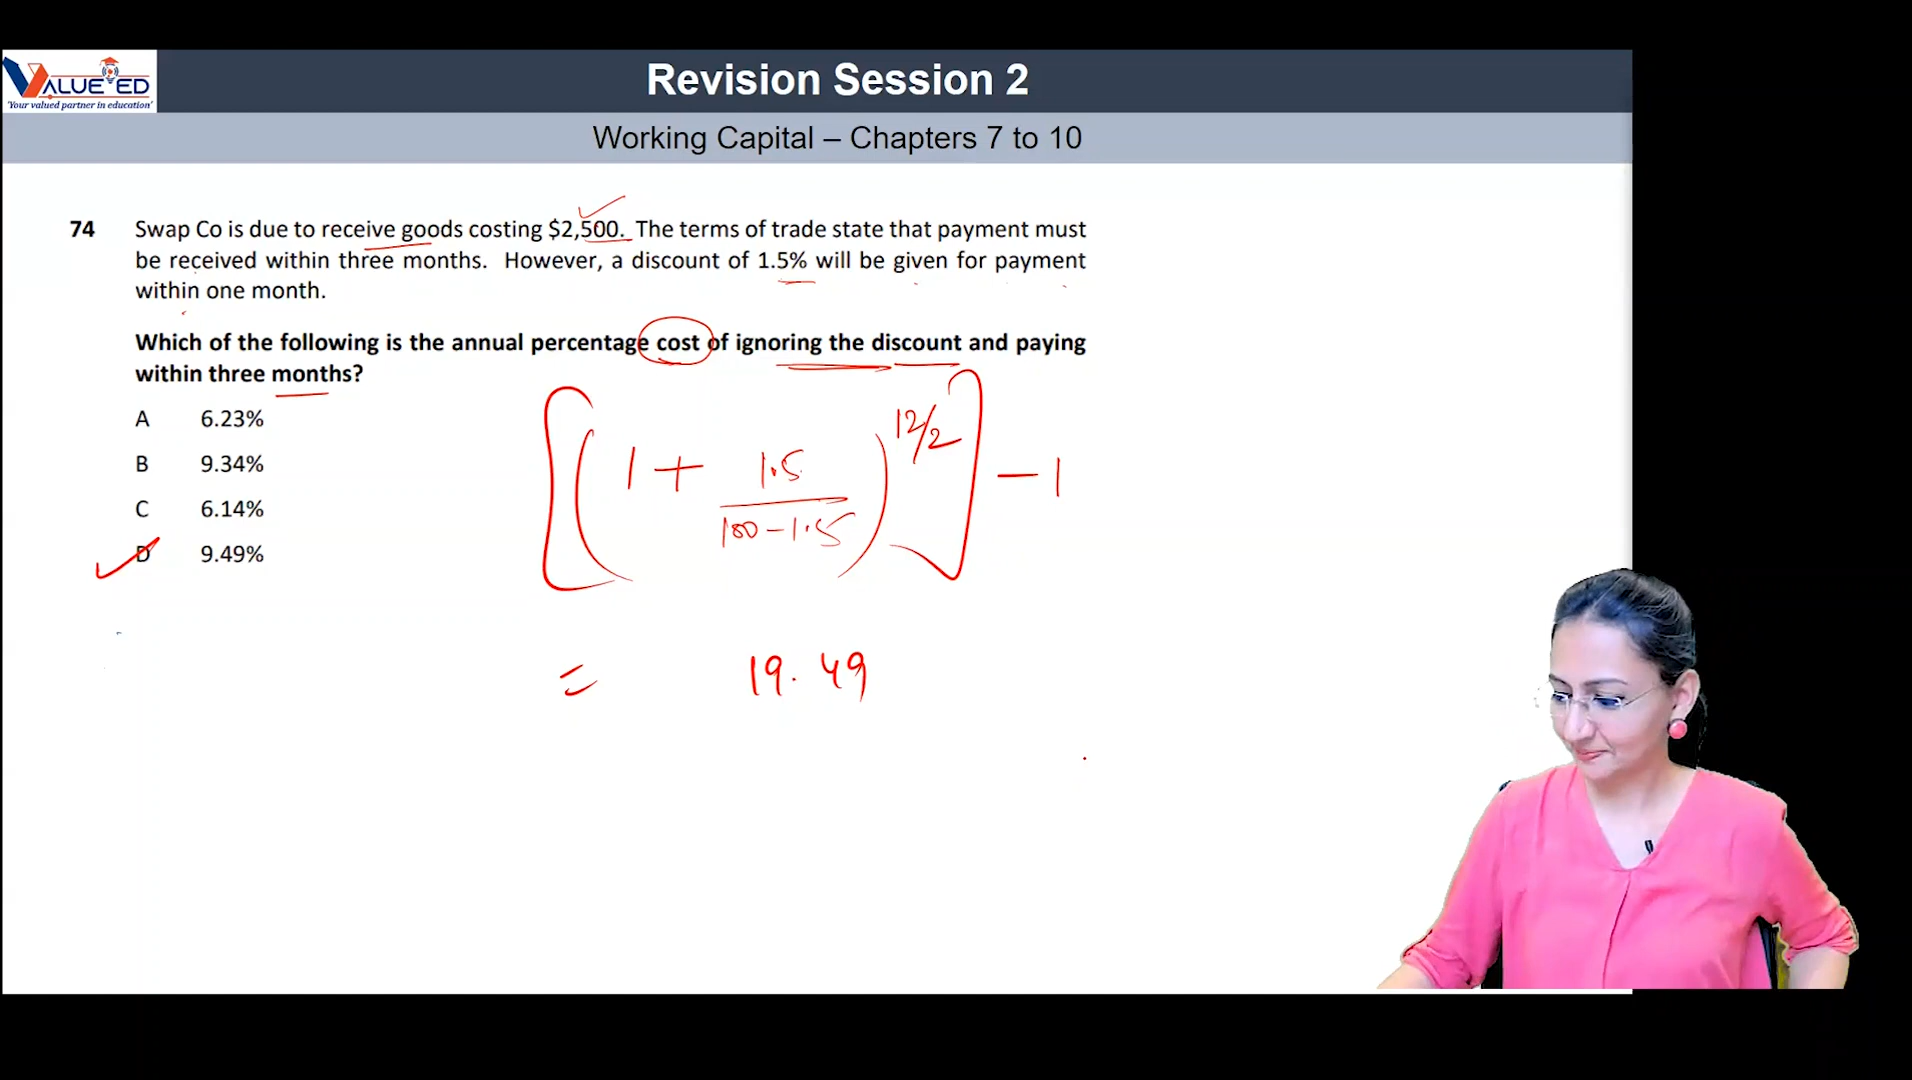 VALUE ED
'Your valued partner in education'
Revision Session 2
Working Capital – Chapters 7 to 10
74 Swap Co is due to receive goods costing $2,500. The terms of trade state that payment must
be received within three months. However, a discount of 1.5% will be given for payment
within one month.
Which of the following is the annual percentage cost of ignoring the discount and paying
within three months?
A 6.23%
B 9.34%
C 6.14%
D 9.49%
[(1 + 1.5 / 100 - 1.5)^12/2] - 1
= 19.49